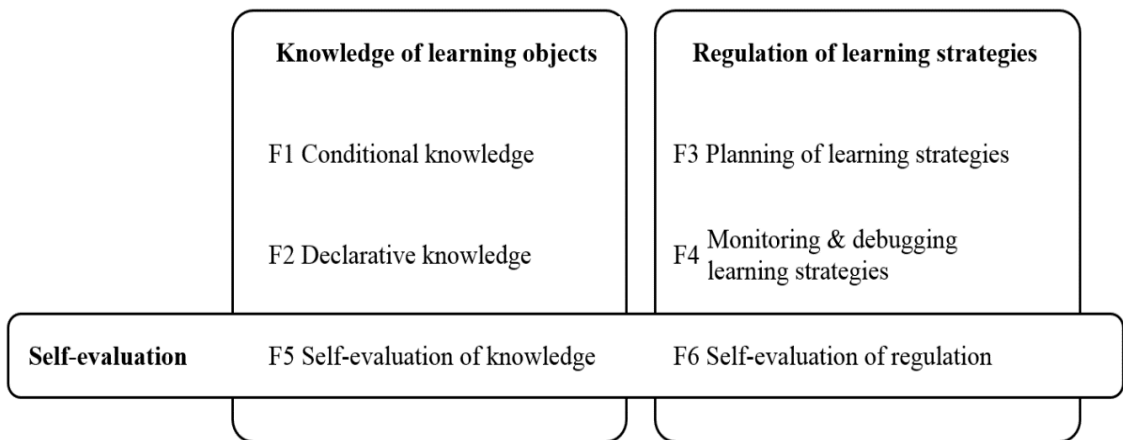 Knowledge of learning objects
F1 Conditional knowledge
F2 Declarative knowledge
Regulation of learning strategies
F3 Planning of learning strategies
F4 Monitoring & debugging
learning strategies
Self-evaluation
F5 Self-evaluation of knowledge
F6 Self-evaluation of regulation